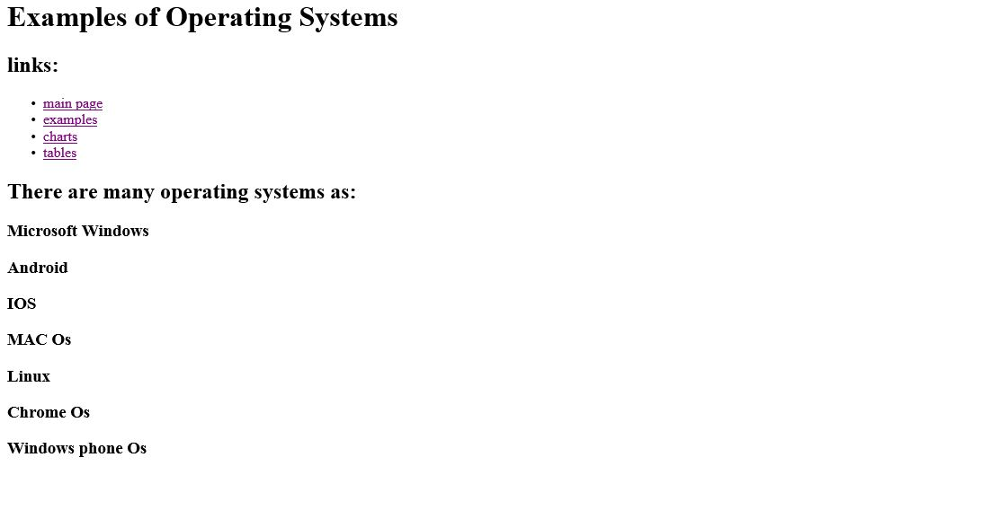 Examples of Operating Systems
links:
• main page
• examples
• charts
• tables
There are many operating systems as:
Microsoft Windows
Android
IOS
MAC Os
Linux
Chrome Os
Windows phone Os